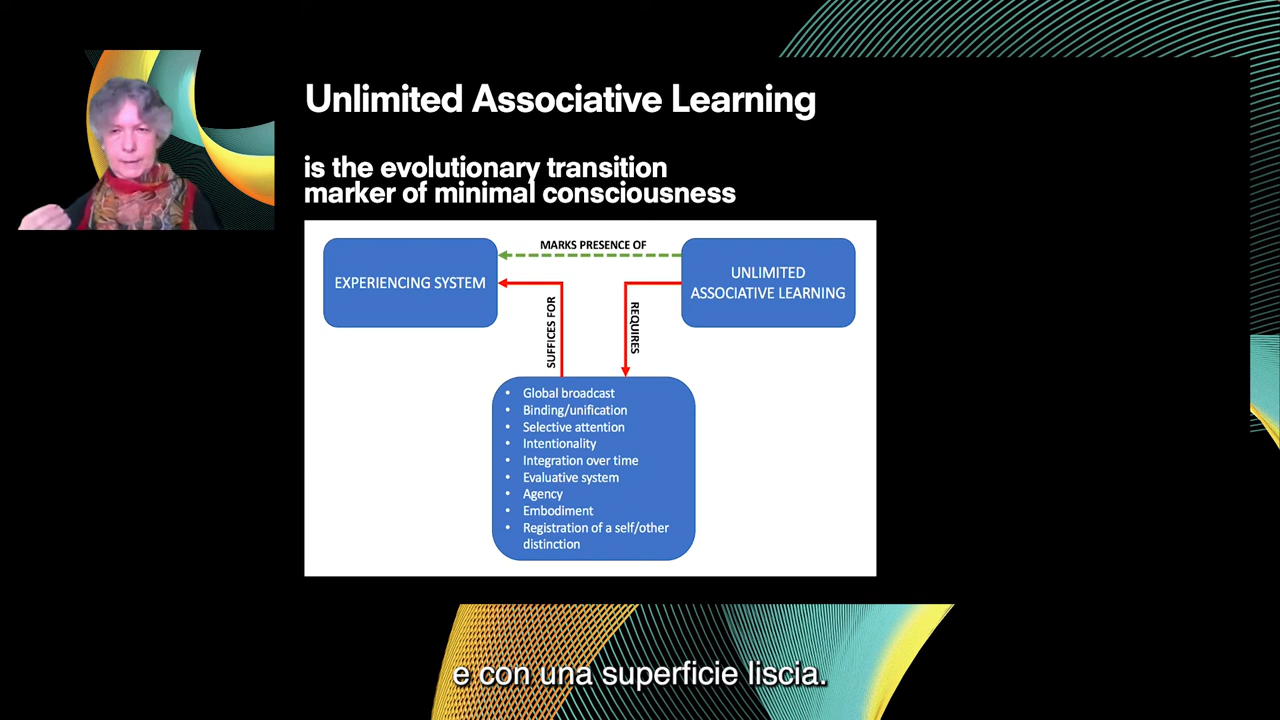 Unlimited Associative Learning
is the evolutionary transition
marker of minimal consciousness
MARKS PRESENCE OF
EXPERIENCING SYSTEM
UNLIMITED
ASSOCIATIVE LEARNING
SUFFICES FOR
REQUIRES
• Global broadcast
• Binding/unification
• Selective attention
• Intentionality
• Integration over time
• Evaluative system
• Agency
• Embodiment
• Registration of a self/other
distinction
e con una superficie liscia.